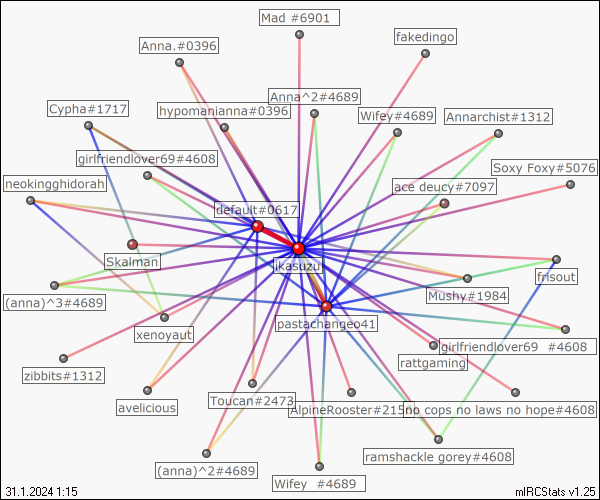 Mad #6901
Anna.#0396
fakedingo
Anna^2#4689
Cypha#1717
hypomanianna#0396
Wifey#4689
Annarchist#1312
girlfriendlover69#4608
Soxy Foxy#5076
neokingghidorah
ace deucy#7097
default#0617
Skalman
ikasuzu
frisout
(anna)^3#4689
Mushy#1984
pastachangeo41
xenoyaut
girlfriendlover69 #4608
rattgaming
zibbits#1312
avelicious
Toucan#2473
AlpineRooster#2150
no cops no laws no hope#4608
ramshackle gorey#4608
(anna)^2#4689
Wifey #4689
31.1.2024 1:15
mIRCStats v1.25